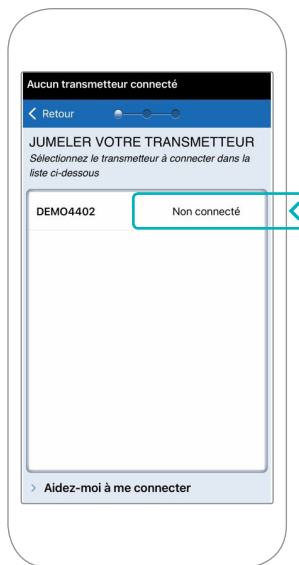 Aucun transmetteur connecté
Retour
JUMELER VOTRE TRANSMETTEUR
Sélectionnez le transmetteur à connecter dans la
liste ci-dessous
DEMO4402 Non connecté
Aidez-moi à me connecter